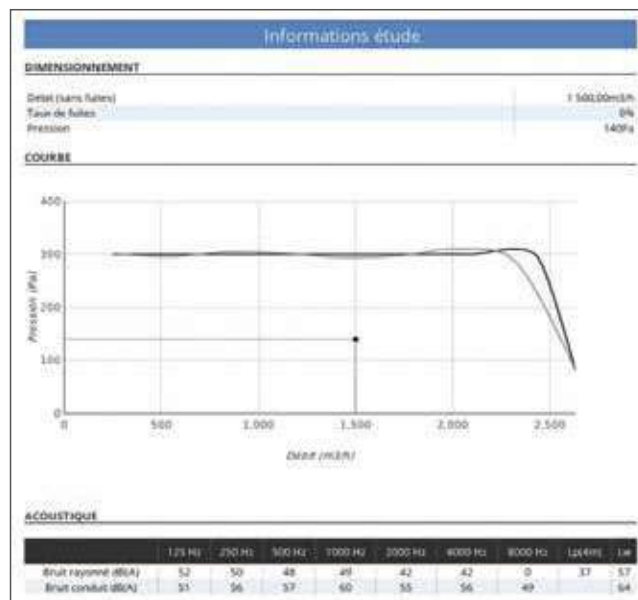 Informations étude
DIMENSIONNEMENT
Débit (sans fuites) 1 500,00m3/h
Taux de fuites 0%
Pression 140Pa
COURBE
400
300
200
100
0
Pression (Pa)
0 500 1,000 1,500 2,000 2,500
Débit (m3/h)
ACOUSTIQUE
125 Hz 250 Hz 500 Hz 1000 Hz 2000 Hz 4000 Hz 8000 Hz Lp(4m) Lw
Bruit rayonné dB(A) 52 50 48 49 42 42 0 37 57
Bruit conduit dB(A) 51 56 57 60 55 56 49 64